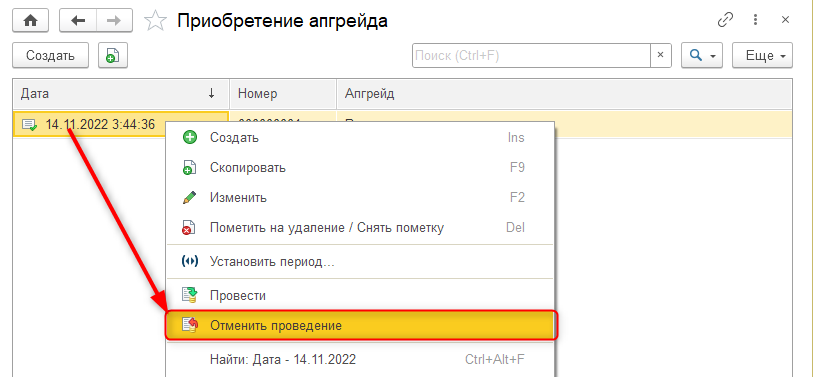 Приобретение апгрейда
Создать
Поиск (Ctrl+F)
×
Еще
Дата ↓ Номер Апгрейд
14.11.2022 3:44:36
Создать Ins
Скопировать F9
Изменить F2
Пометить на удаление / Снять пометку Del
Установить период...
Провести
Отменить проведение
Найти: Дата - 14.11.2022 Ctrl+Alt+F